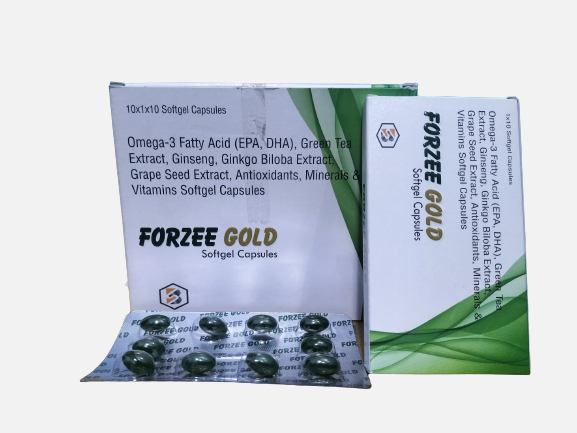 10x1x10 Softgel Capsules
Omega-3 Fatty Acid (EPA, DHA), Green Tea
Extract, Ginseng, Ginkgo Biloba Extract,
Grape Seed Extract, Antioxidants, Minerals &
Vitamins Softgel Capsules
FORZEE GOLD
Softgel Capsules
1x10 Softgel Capsules
Omega-3 Fatty Acid (EPA, DHA), Green Tea
Extract, Ginseng, Ginkgo Biloba Extract,
Grape Seed Extract, Antioxidants, Minerals &
Vitamins Softgel Capsules
FORZEE GOLD
Softgel Capsules
FORZEE GOLD
FORZEE GOLD
FORZEE GOLD
FORZEE GOLD